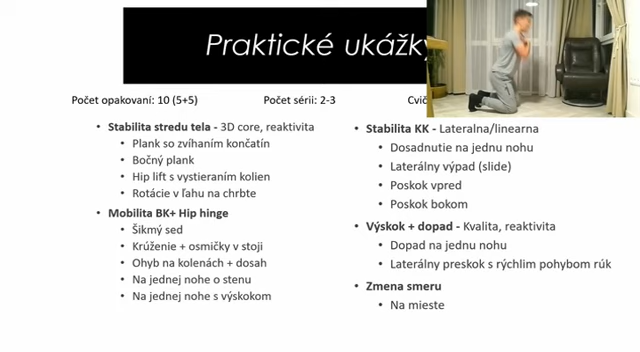 Praktické ukážky
Počet opakovaní: 10 (5+5)
Počet sérii: 2-3
• Stabilita stredu tela - 3D core, reaktivita
• Plank so zvíhaním končatín
• Bočný plank
• Hip lift s vystieraním kolien
• Rotácie v ľahu na chrbte
• Mobilita BK+ Hip hinge
• Šikmý sed
• Krúženie + osmičky v stoji
• Ohyb na kolenách + dosah
• Na jednej nohe o stenu
• Na jednej nohe s výskokom
• Stabilita KK - Lateralna/linearna
• Dosadnutie na jednu nohu
• Laterálny výpad (slide)
• Poskok vpred
• Poskok bokom
• Výskok + dopad - Kvalita, reaktivita
• Dopad na jednu nohu
• Laterálny preskok s rýchlim pohybom rúk
• Zmena smeru
• Na mieste